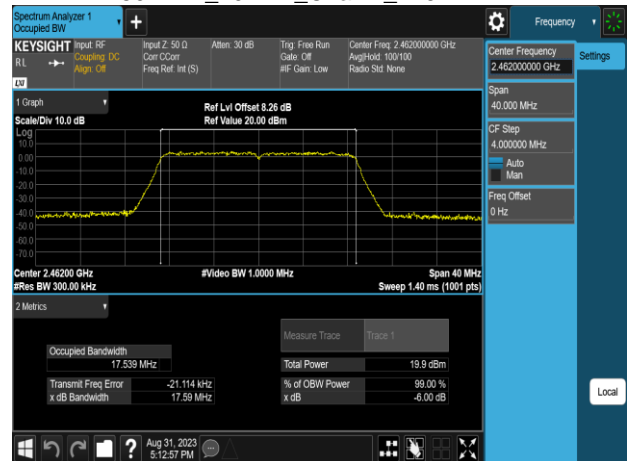 Spectrum Analyzer 1
Occupied BW
Frequency
KEYSIGHT
Input: RF
Coupling: DC
Align: Off
Input Z: 50 Ω
Corr CCorr
Freq Ref: Int (S)
Atten: 30 dB
Trig: Free Run
Gate: Off
#IF Gain: Low
Center Freq: 2.462000000 GHz
Avg|Hold: 100/100
Radio Std: None
RL
LXI
Center Frequency
2.462000000 GHz
Settings
Span
40.000 MHz
CF Step
4.000000 MHz
Auto
Man
Freq Offset
0 Hz
1 Graph
Scale/Div 10.0 dB
Ref Lvl Offset 8.26 dB
Ref Value 20.00 dBm
Log
10.0
0.00
-10.0
-20.0
-30.0
-40.0
-50.0
-60.0
-70.0
Center 2.46200 GHz
#Video BW 1.0000 MHz
Span 40 MHz
#Res BW 300.00 kHz
Sweep 1.40 ms (1001 pts)
2 Metrics
Measure Trace Trace 1
Occupied Bandwidth
17.539 MHz
Total Power 19.9 dBm
Transmit Freq Error -21.114 kHz
% of OBW Power 99.00 %
x dB Bandwidth 17.59 MHz
x dB -6.00 dB
Local
Aug 31, 2023
5:12:57 PM